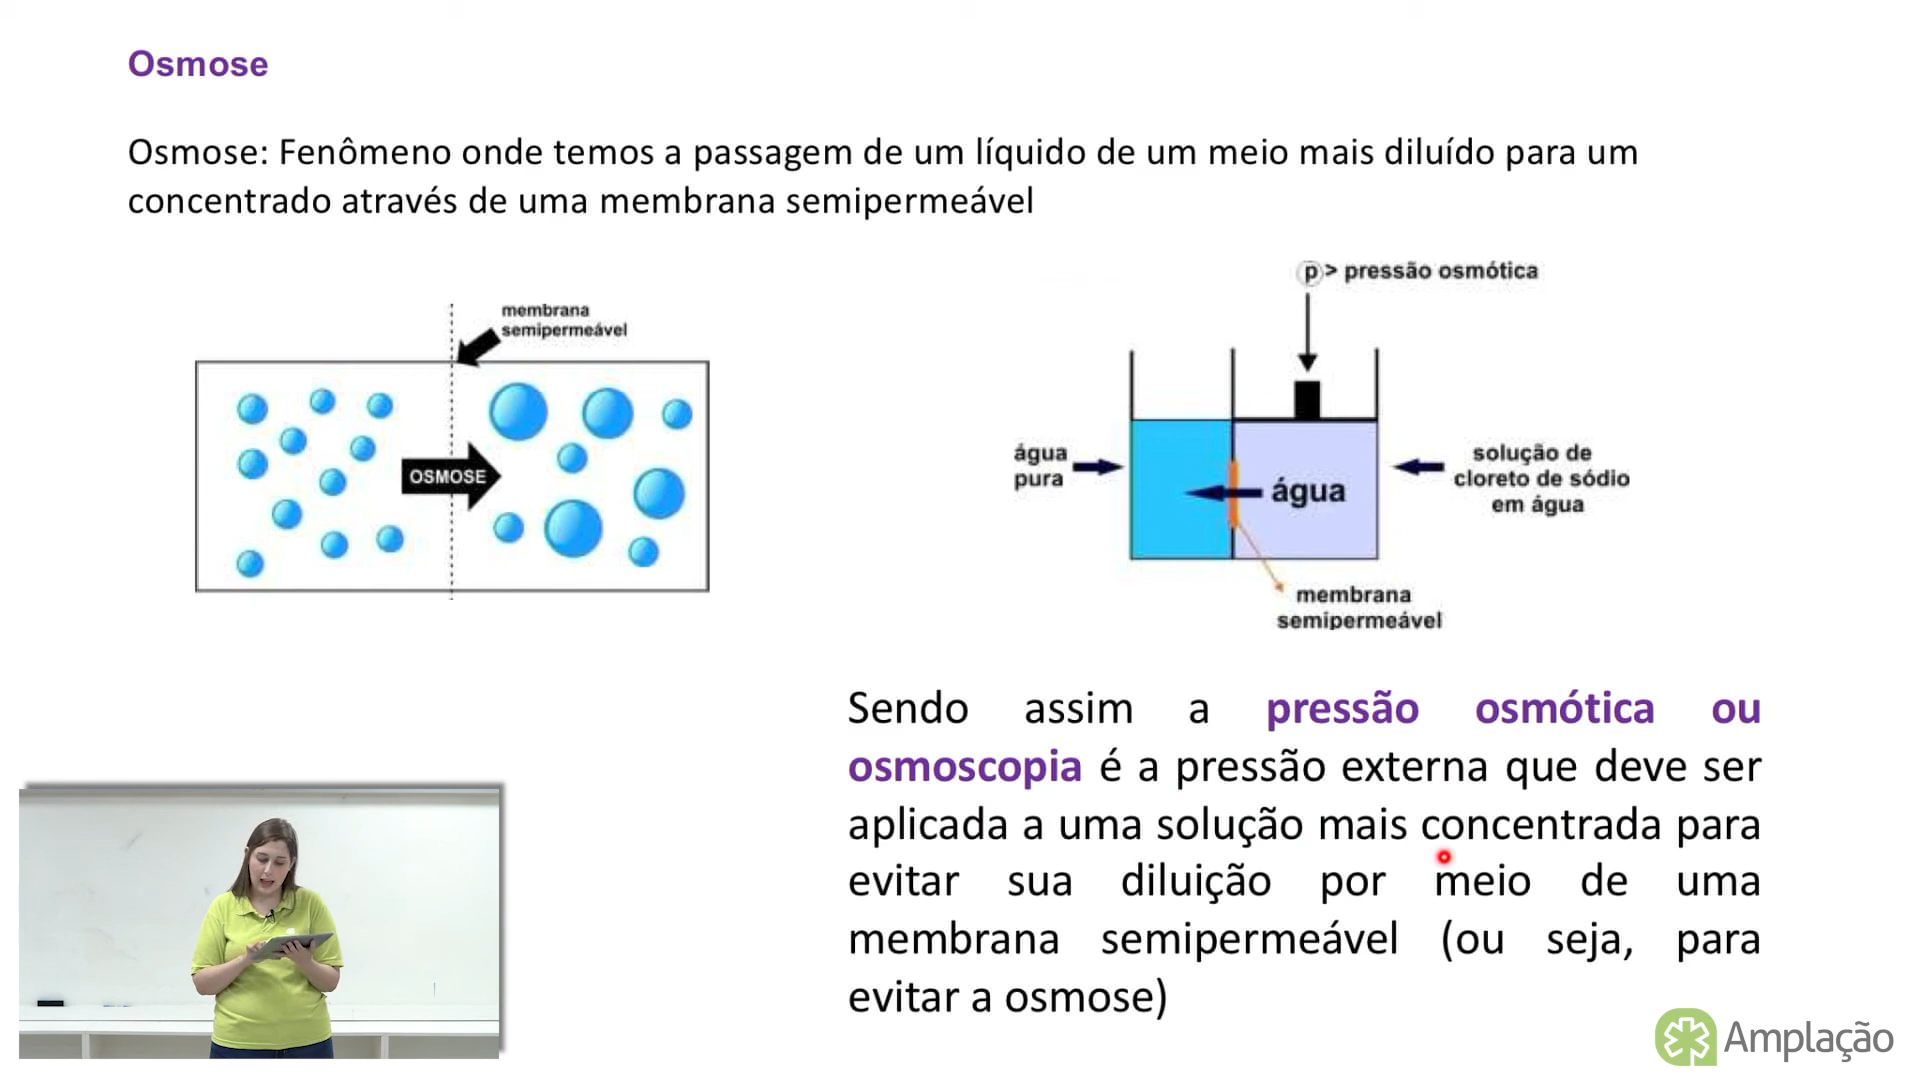 Osmose
Osmose: Fenômeno onde temos a passagem de um líquido de um meio mais diluído para um
concentrado através de uma membrana semipermeável
membrana
semipermeável
OSMOSE
p > pressão osmótica
água
pura
água
solução de
cloreto de sódio
em água
membrana
semipermeável
Sendo assim a pressão osmótica ou
osmoscopia é a pressão externa que deve ser
aplicada a uma solução mais concentrada para
evitar sua diluição por meio de uma
membrana semipermeável (ou seja, para
evitar a osmose)
Amplação